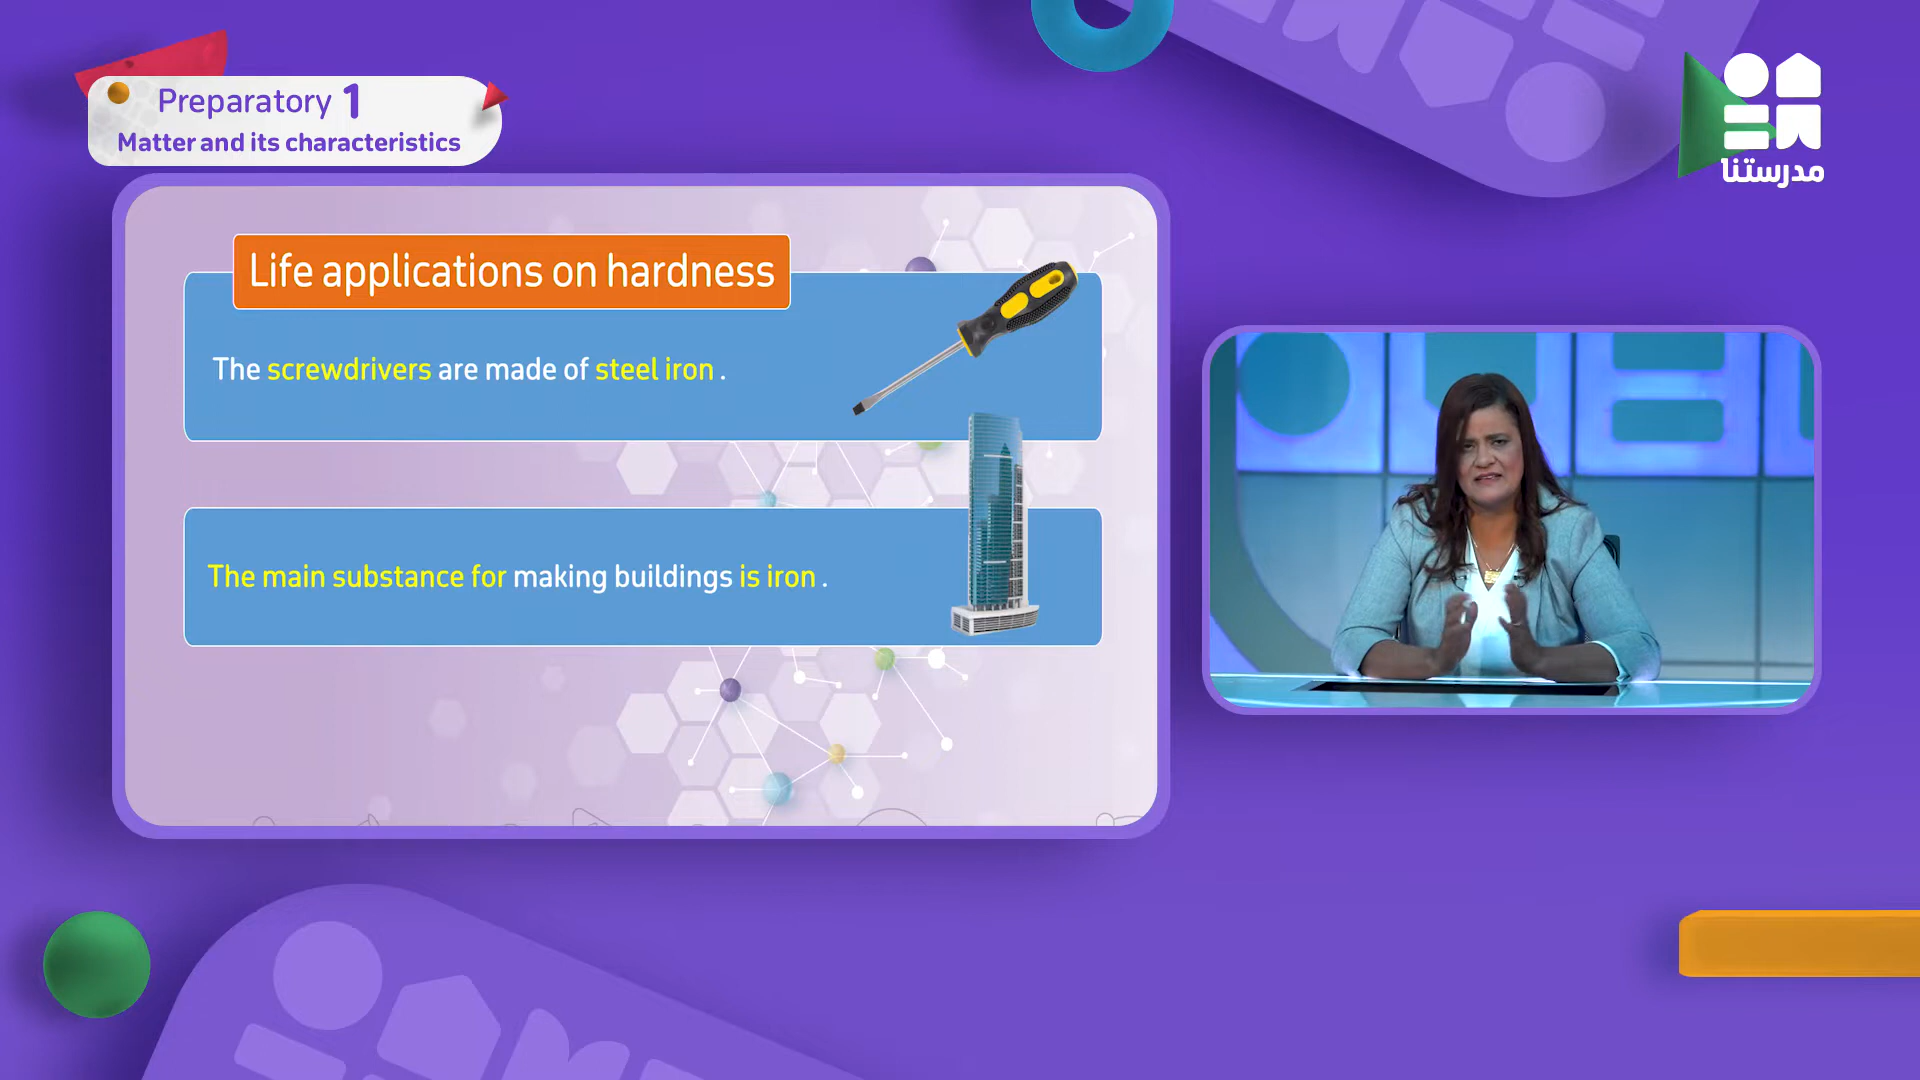 Preparatory 1
Matter and its characteristics
مدرستنا
Life applications on hardness
The screwdrivers are made of steel iron .
The main substance for making buildings is iron .